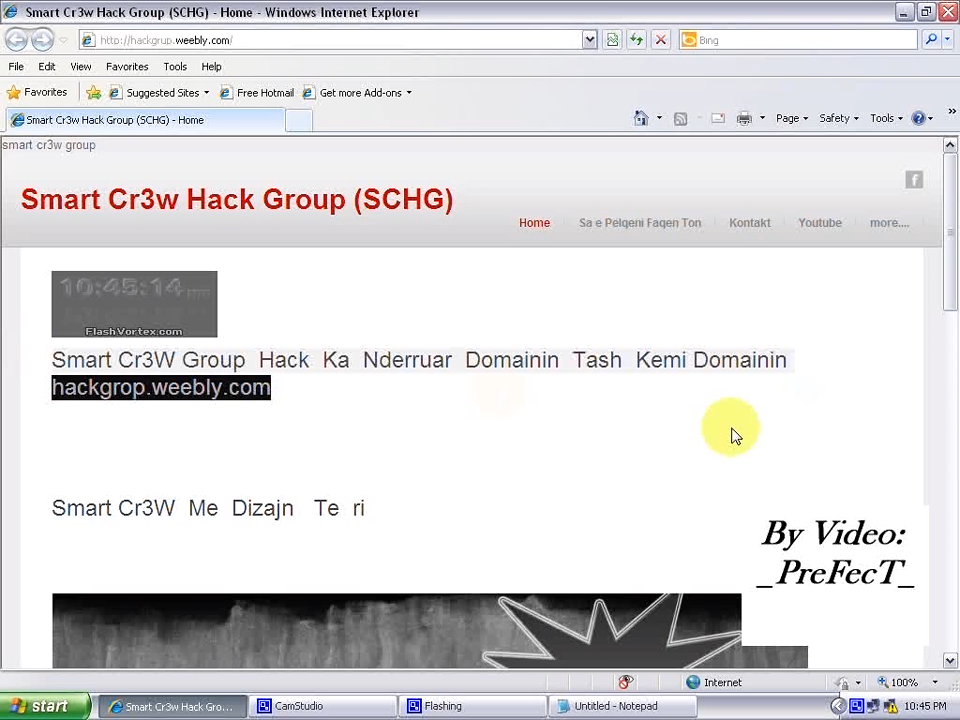 Smart Cr3w Hack Group (SCHG) - Home - Windows Internet Explorer
http://hackgrup.weebly.com/
Bing
File Edit View Favorites Tools Help
Favorites Suggested Sites Free Hotmail Get more Add-ons
Smart Cr3w Hack Group (SCHG) - Home
Page Safety Tools
smart cr3w group
Smart Cr3w Hack Group (SCHG)
Home Sa e Pelqeni Faqen Ton Kontakt Youtube more....
10:45:14
FlashVortex.com
Smart Cr3W Group Hack Ka Nderruar Domainin Tash Kemi Domainin
hackgrop.weebly.com
Smart Cr3W Me Dizajn Te ri
By Video:
_PreFecT_
Internet 100%
start Smart Cr3w Hack Gro... CamStudio Flashing Untitled - Notepad 10:45 PM